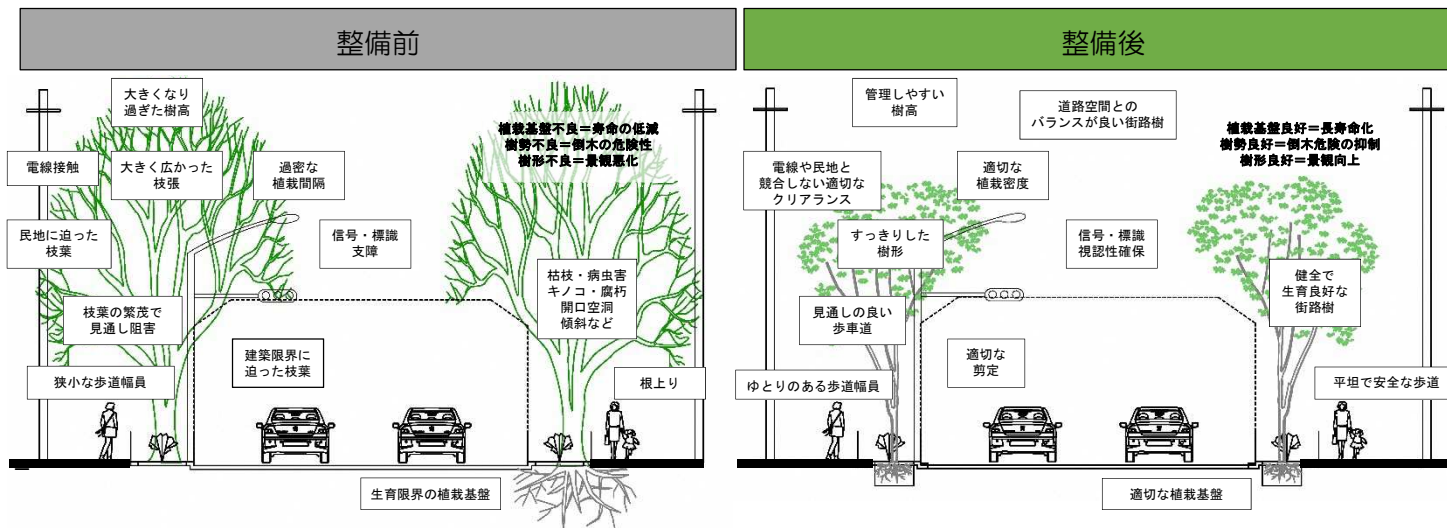 整備前
大きくなり
過ぎた樹高
植栽基盤不良=寿命の低減
樹勢不良=倒木の危険性
樹形不良=景観悪化
電線接触
大きく広かった
枝張
過密な
植栽間隔
民地に迫った
枝葉
信号・標識
支障
枯枝・病虫害
キノコ・腐朽
開口空洞
傾斜など
枝葉の繁茂で
見通し阻害
建築限界に
迫った枝葉
狭小な歩道幅員
根上り
生育限界の植栽基盤
整備後
管理しやすい
樹高
道路空間との
バランスが良い街路樹
植栽基盤良好=長寿命化
樹勢良好=倒木危険の抑制
樹形良好=景観向上
電線や民地と
競合しない適切な
クリアランス
適切な
植栽密度
すっきりした
樹形
信号・標識
視認性確保
健全で
生育良好な
街路樹
見通しの良い
歩車道
適切な
剪定
ゆとりのある歩道幅員
平坦で安全な歩道
適切な植栽基盤